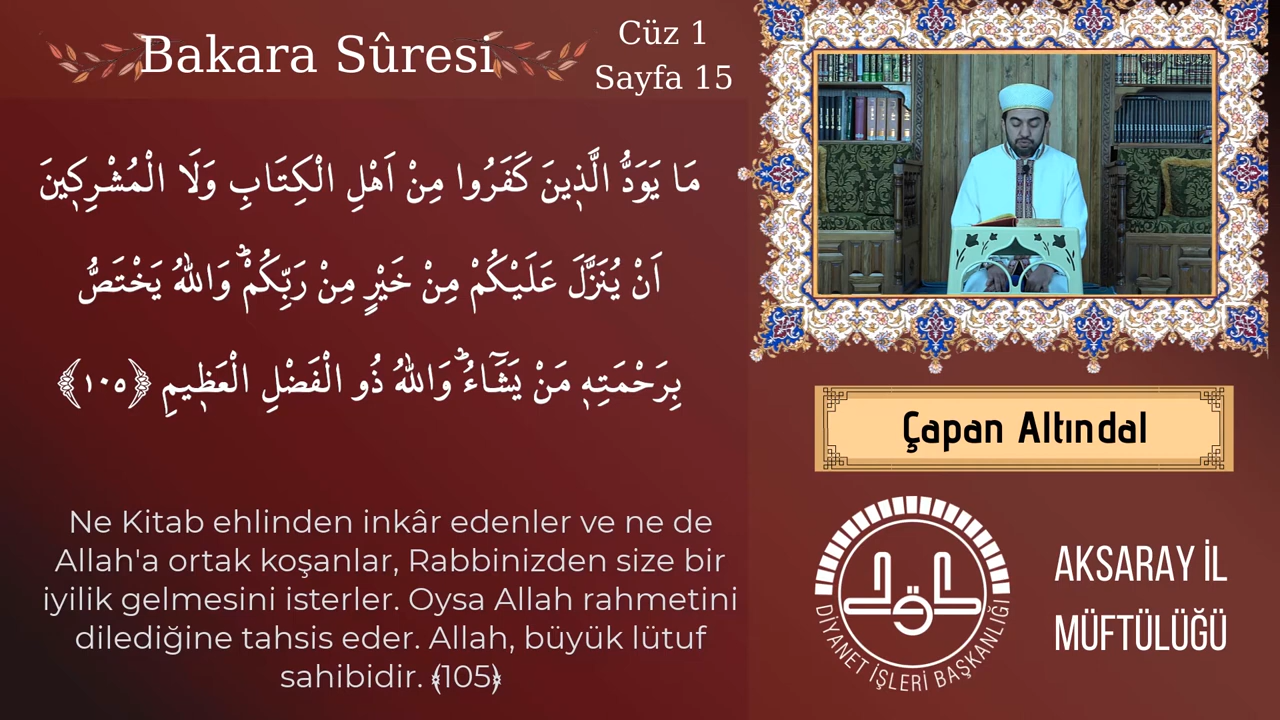 Bakara Sûresi
Cüz 1
Sayfa 15
مَا يَوَدُّ الَّذ۪ينَ كَفَرُوا مِنْ اَهْلِ الْكِتَابِ وَلَا الْمُشْرِك۪ينَ
اَنْ يُنَزَّلَ عَلَيْكُمْ مِنْ خَيْرٍ مِنْ رَبِّكُمْۜ وَاللّٰهُ يَخْتَصُّ
بِرَحْمَتِه۪ مَنْ يَشَٓاءُۜ وَاللّٰهُ ذُو الْفَضْلِ الْعَظ۪يمِ ﴿١٠٥﴾
Ne Kitab ehlinden inkâr edenler ve ne de
Allah'a ortak koşanlar, Rabbinizden size bir
iyilik gelmesini isterler. Oysa Allah rahmetini
dilediğine tahsis eder. Allah, büyük lütuf
sahibidir. ﴾105﴿
Çapan Altındal
DİYANET İŞLERİ BAŞKANLIĞI
AKSARAY İL
MÜFTÜLÜĞÜ